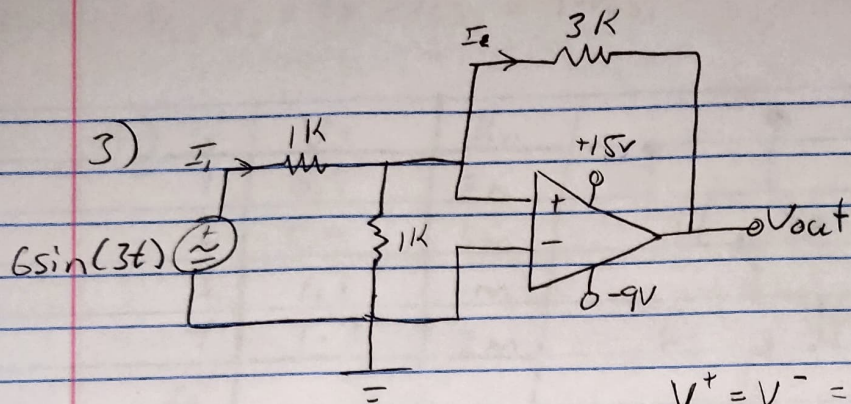 I₂ 3K
3) I₁ 1K
+15v
+
6sin(3t) + 1K − Vout
-9V
V⁺ = V⁻ =